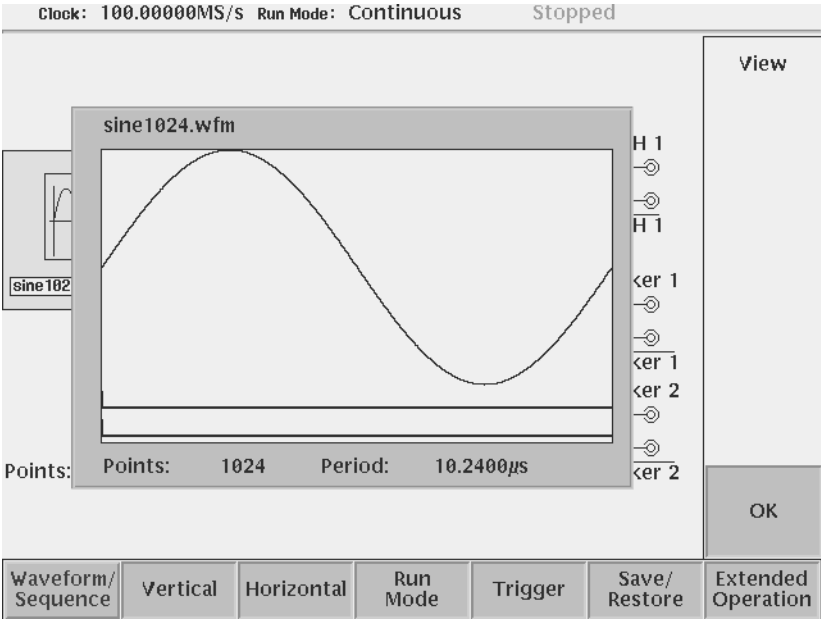 Clock: 100.00000MS/s Run Mode: Continuous Stopped
View
sine1024.wfm
H 1
H 1
sine102
ker 1
ker 1
ker 2
Points:
Points: 1024 Period: 10.2400µs
ker 2
OK
Waveform/
Sequence
Vertical
Horizontal
Run
Mode
Trigger
Save/
Restore
Extended
Operation